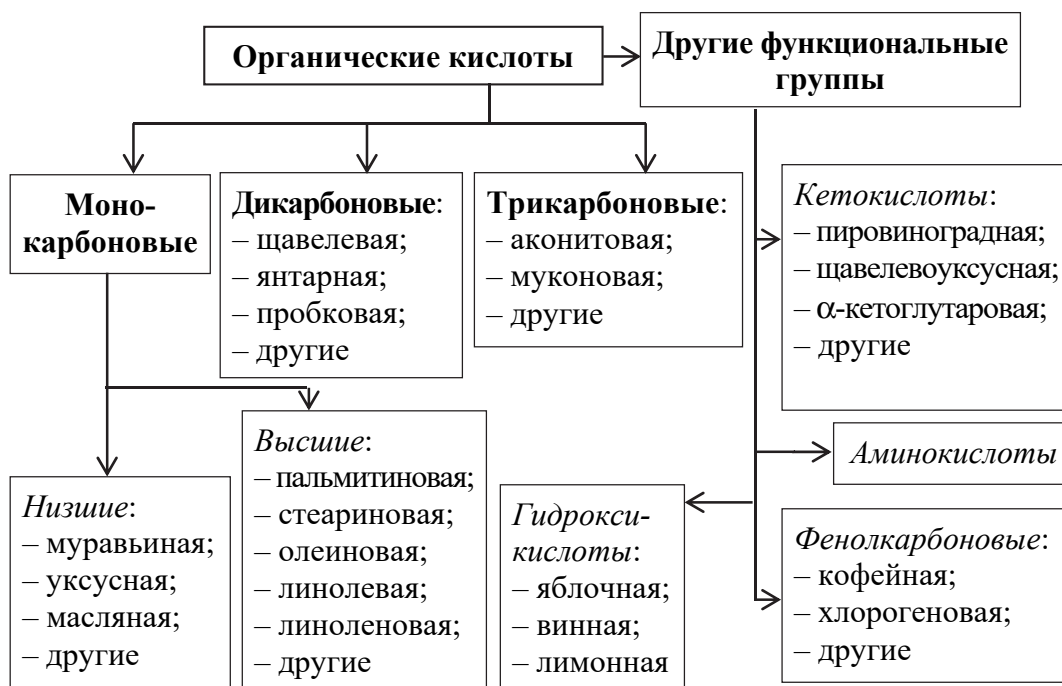 Органические кислоты
Другие функциональные
группы
Моно-
карбоновые
Дикарбоновые:
– щавелевая;
– янтарная;
– пробковая;
– другие
Трикарбоновые:
– аконитовая;
– муконовая;
– другие
Кетокислоты:
– пировиноградная;
– щавелевоуксусная;
– α-кетоглутаровая;
– другие
Низшие:
– муравьиная;
– уксусная;
– масляная;
– другие
Высшие:
– пальмитиновая;
– стеариновая;
– олеиновая;
– линолевая;
– линоленовая;
– другие
Гидрокси-
кислоты:
– яблочная;
– винная;
– лимонная
Аминокислоты
Фенолкарбоновые:
– кофейная;
– хлорогеновая;
– другие